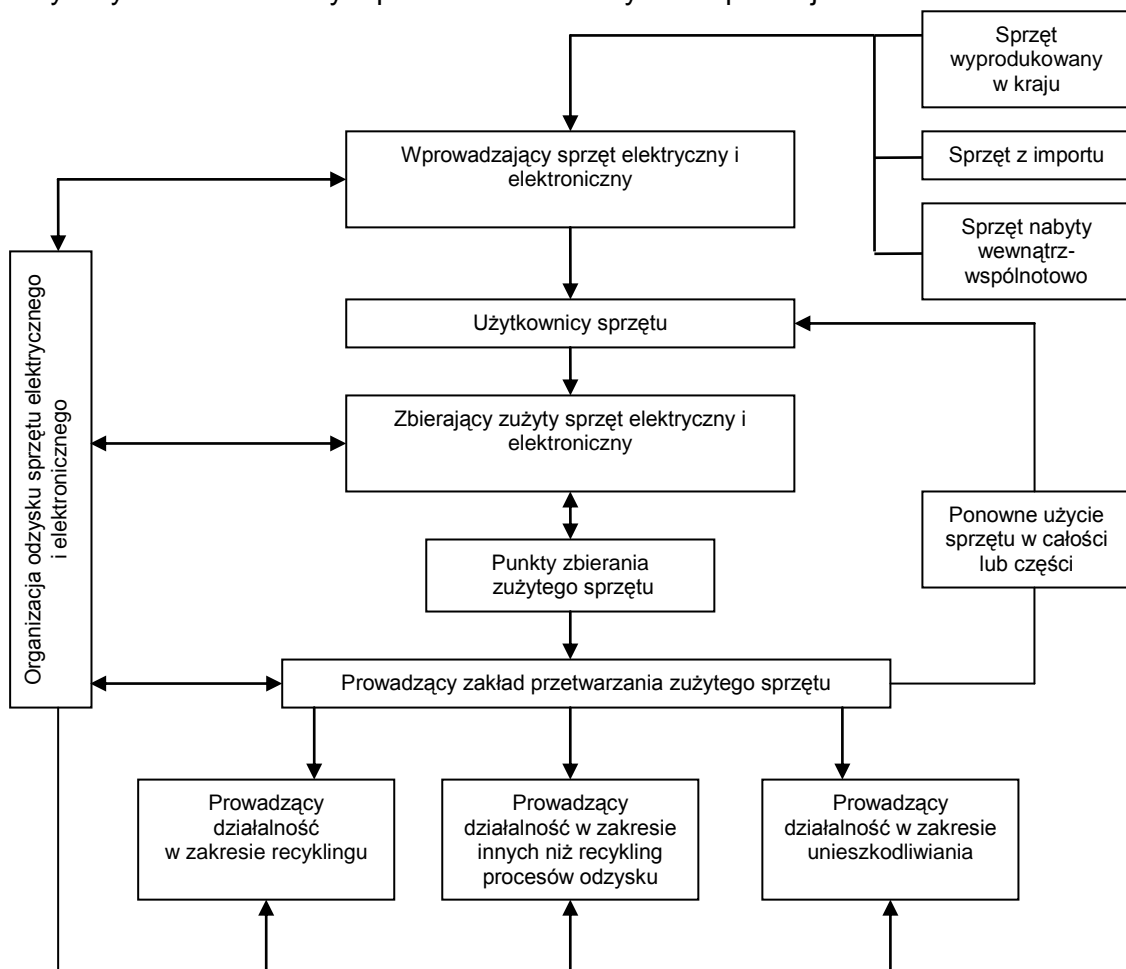 Sprzęt
wyprodukowany
w kraju
Wprowadzający sprzęt elektryczny i
elektroniczny
Sprzęt z importu
Sprzęt nabyty
wewnątrz-
wspólnotowo
Organizacja odzysku sprzętu elektrycznego
i elektronicznego
Użytkownicy sprzętu
Zbierający zużyty sprzęt elektryczny i
elektroniczny
Ponowne użycie
sprzętu w całości
lub części
Punkty zbierania
zużytego sprzętu
Prowadzący zakład przetwarzania zużytego sprzętu
Prowadzący
działalność
w zakresie recyklingu
Prowadzący
działalność w zakresie
innych niż recykling
procesów odzysku
Prowadzący
działalność w zakresie
unieszkodliwiania